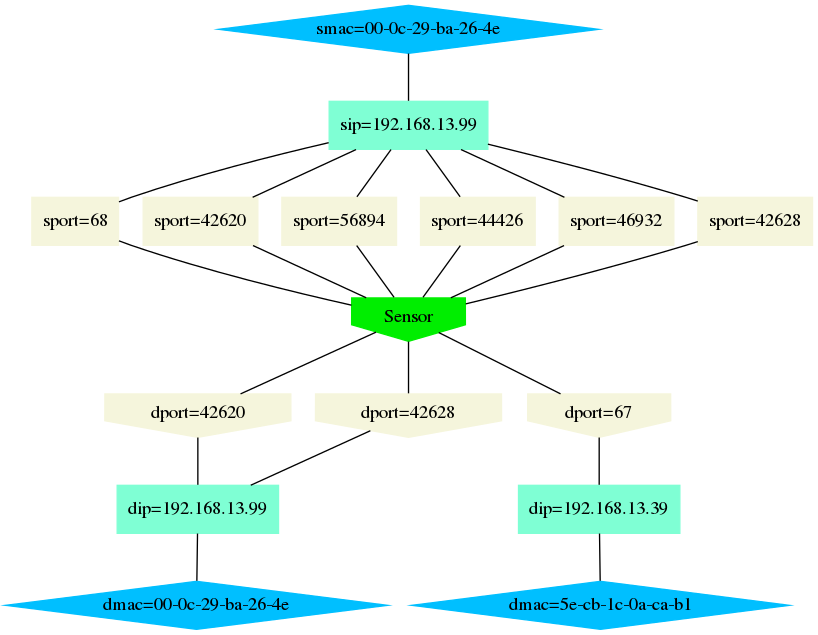 smac=00-0c-29-ba-26-4e
sip=192.168.13.99
sport=68
sport=42620
sport=56894
sport=44426
sport=46932
sport=42628
Sensor
dport=42620
dport=42628
dport=67
dip=192.168.13.99
dip=192.168.13.39
dmac=00-0c-29-ba-26-4e
dmac=5e-cb-1c-0a-ca-b1